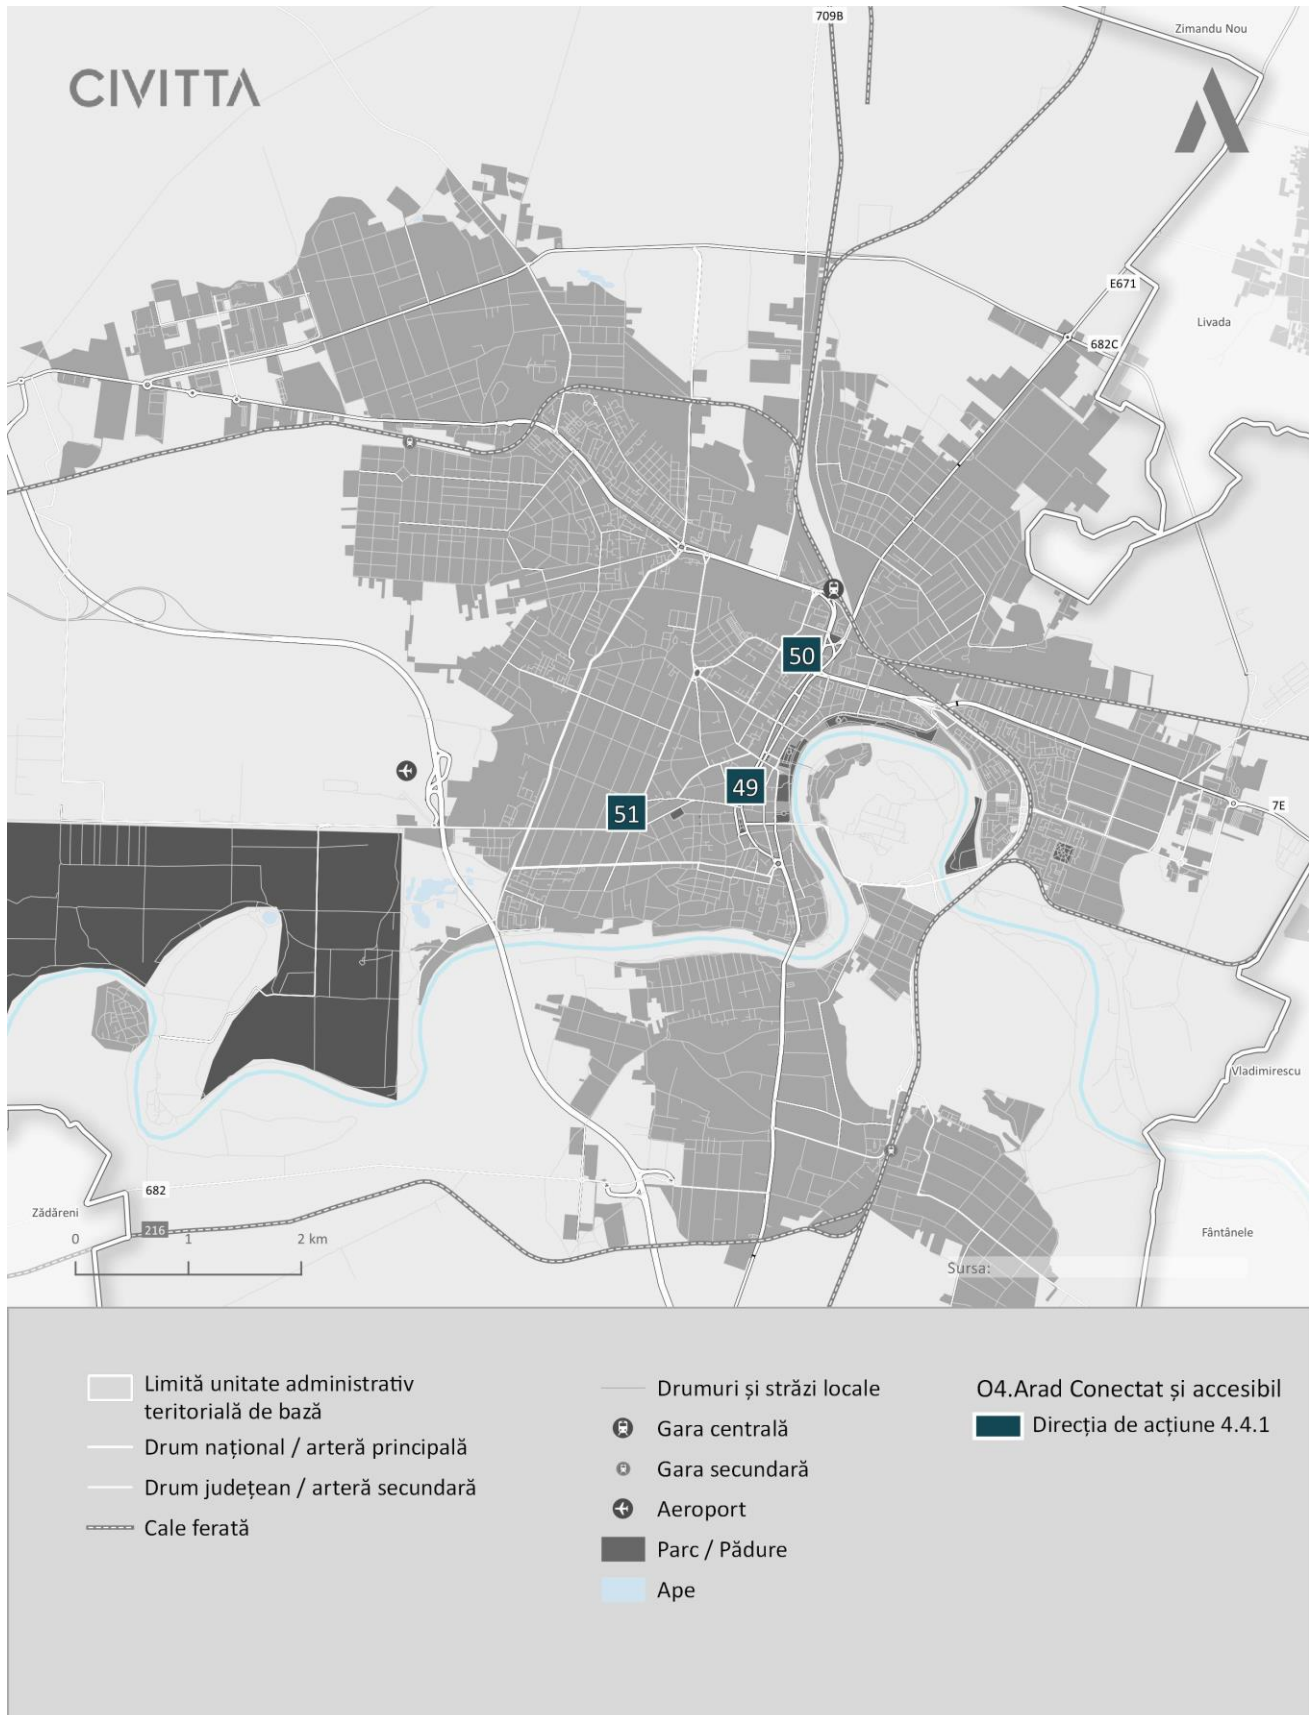 709B
Zimandu Nou
CIVITTA
E671
Livada
682C
50
49
7E
51
Vladimirescu
682
Zădăreni
216
Fântânele
0 1 2 km
Sursa:
Limită unitate administrativ
teritorială de bază
Drum național / arteră principală
Drum județean / arteră secundară
Cale ferată
Drumuri și străzi locale
Gara centrală
Gara secundară
Aeroport
Parc / Pădure
Ape
O4.Arad Conectat și accesibil
Direcția de acțiune 4.4.1